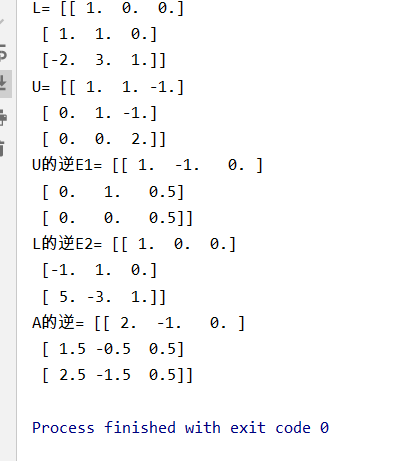 L= [[ 1.  0.  0.]
 [ 1.  1.  0.]
 [-2.  3.  1.]]
U= [[ 1.  1. -1.]
 [ 0.  1. -1.]
 [ 0.  0.  2.]]
U的逆E1= [[ 1.  -1.   0. ]
 [ 0.   1.   0.5]
 [ 0.   0.   0.5]]
L的逆E2= [[ 1.  0.  0.]
 [-1.  1.  0.]
 [ 5. -3.  1.]]
A的逆= [[ 2.  -1.   0. ]
 [ 1.5 -0.5  0.5]
 [ 2.5 -1.5  0.5]]
Process finished with exit code 0